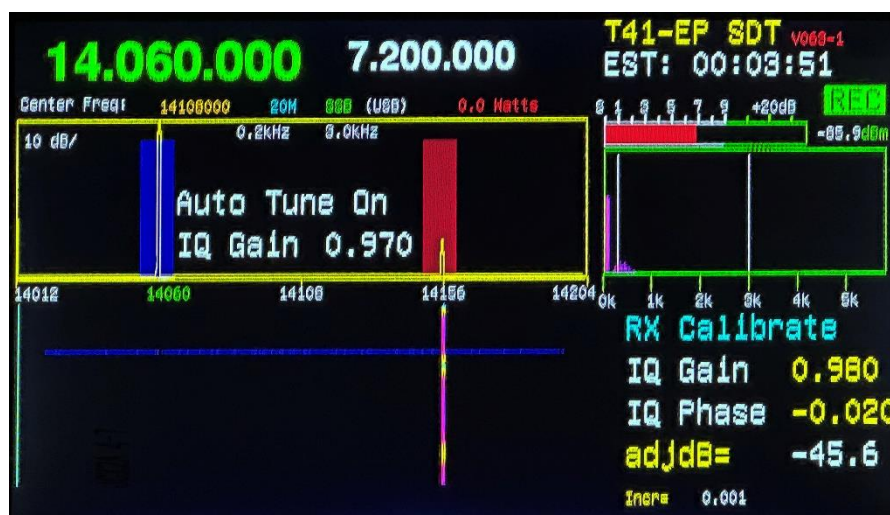 14.060.000 7.200.000
T41-EP SDT V063-1
EST: 00:03:51
Center Freq: 14108000 20M SSB (USB) 0.0 Watts
S 1 3 5 7 9 +20dB REC
10 dB/ 0.2kHz 3.0kHz
-65.9dBm
Auto Tune On
IQ Gain 0.970
14012 14060 14108 14156 14204
0k 1k 2k 3k 4k 5k
RX Calibrate
IQ Gain 0.980
IQ Phase -0.020
adjdB= -45.6
Incr= 0.001